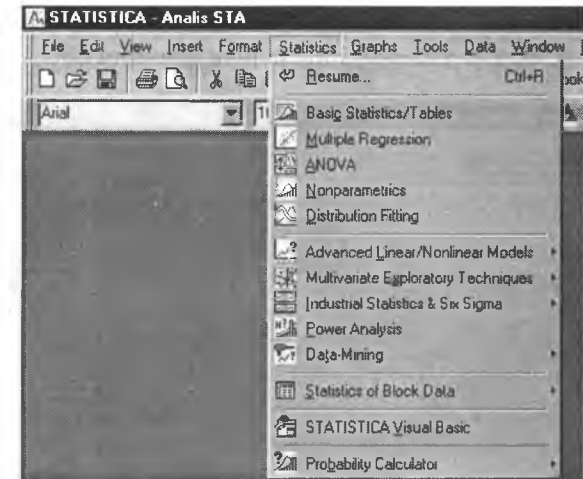 STATISTICA - Analis STA
File Edit View Insert Format Statistics Graphs Tools Data Window
Resume... Ctrl+R
Arial
Basic Statistics/Tables
Multiple Regression
ANOVA
Nonparametrics
Distribution Fitting
Advanced Linear/Nonlinear Models
Multivariate Exploratory Techniques
Industrial Statistics & Six Sigma
Power Analysis
Data-Mining
Statistics of Block Data
STATISTICA Visual Basic
Probability Calculator